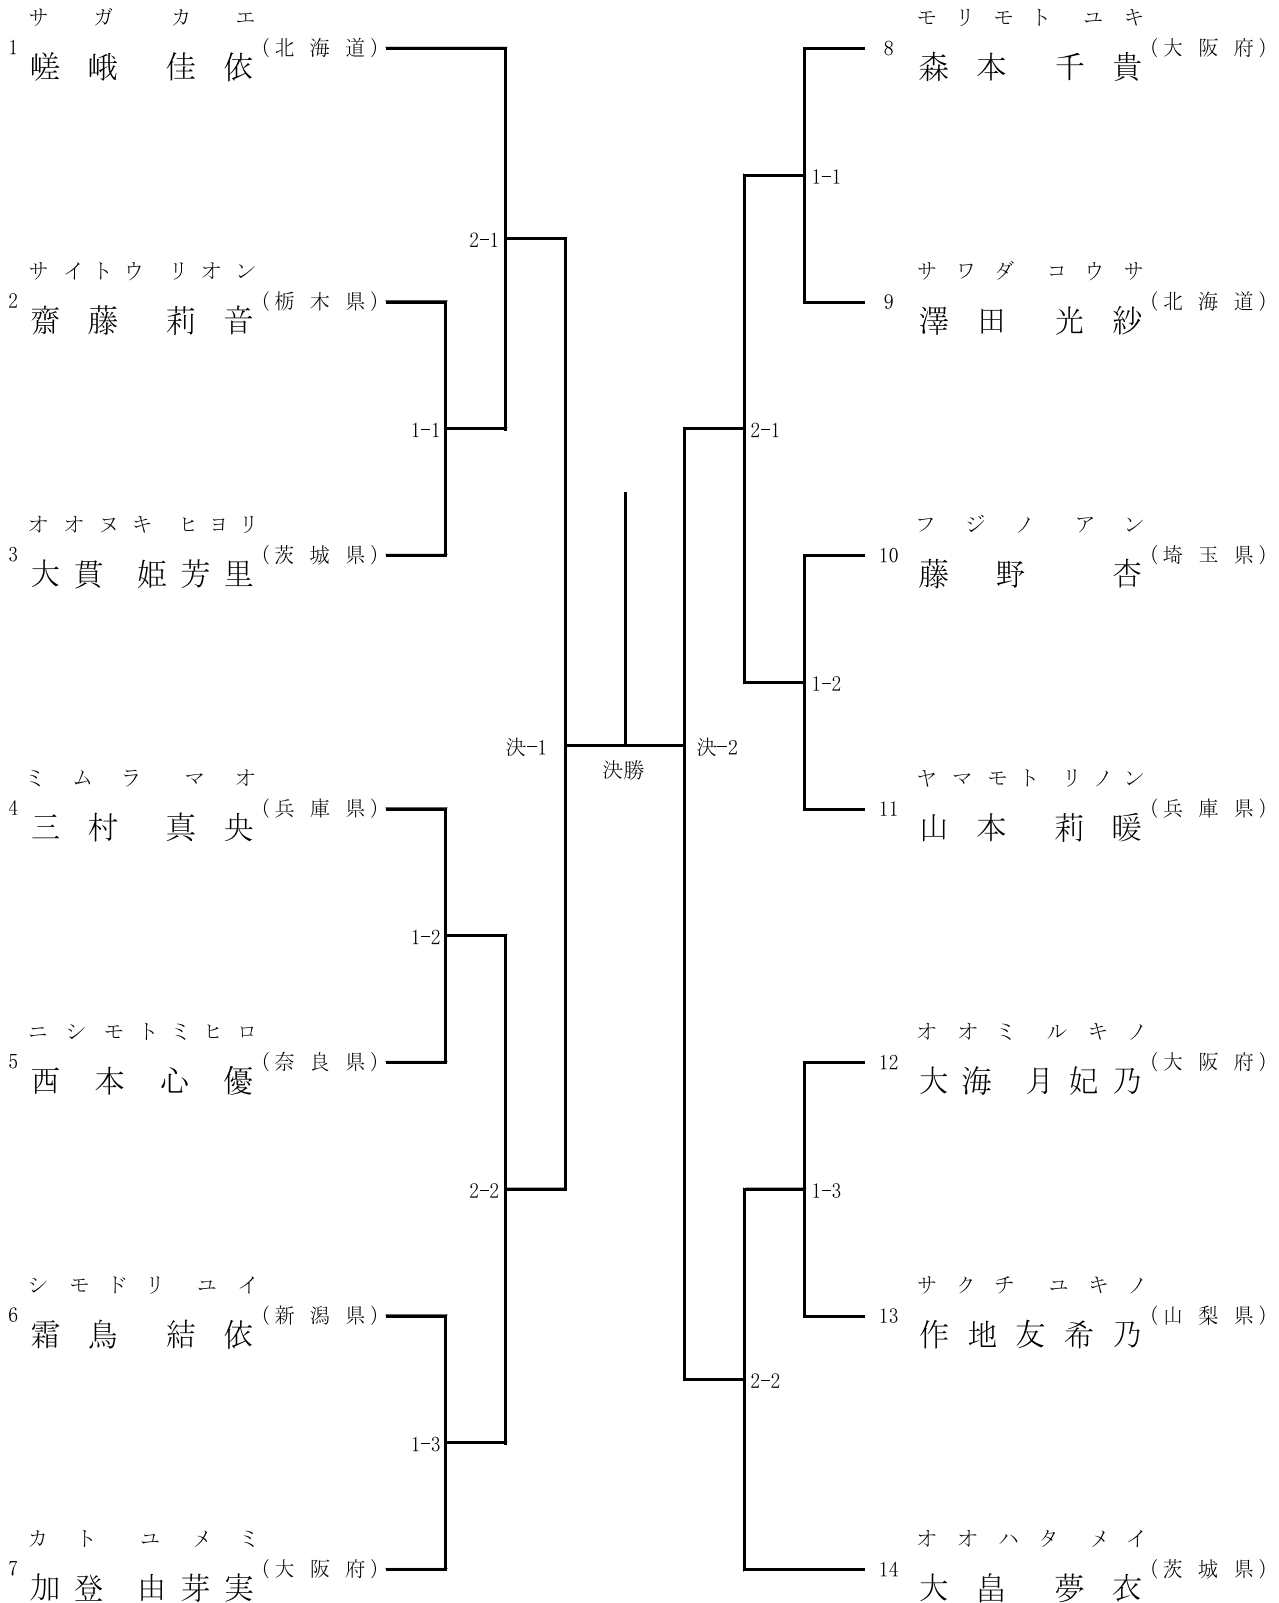 サガ カエ
1 嵯峨 佳依 (北海道)
2-1
サイトウ リオン
2 齋藤 莉音 (栃木県)
1-1
オオヌキ ヒヨリ
3 大貫 姫芳里 (茨城県)
決-1
ミムラ マオ
4 三村 真央 (兵庫県)
1-2
ニシモトミヒロ
5 西本心優 (奈良県)
2-2
シモドリ ユイ
6 霜鳥 結依 (新潟県)
1-3
カト ユメミ
7 加登 由芽実 (大阪府)
決勝
モリモト ユキ
8 森本 千貴 (大阪府)
1-1
サワダ コウサ
9 澤田 光紗 (北海道)
2-1
フジノ アン
10 藤野 杏 (埼玉県)
1-2
決-2
ヤマモト リノン
11 山本 莉暖 (兵庫県)
オオミ ルキノ
12 大海 月妃乃 (大阪府)
1-3
サクチ ユキノ
13 作地友希乃 (山梨県)
2-2
オオハタ メイ
14 大畠 夢衣 (茨城県)